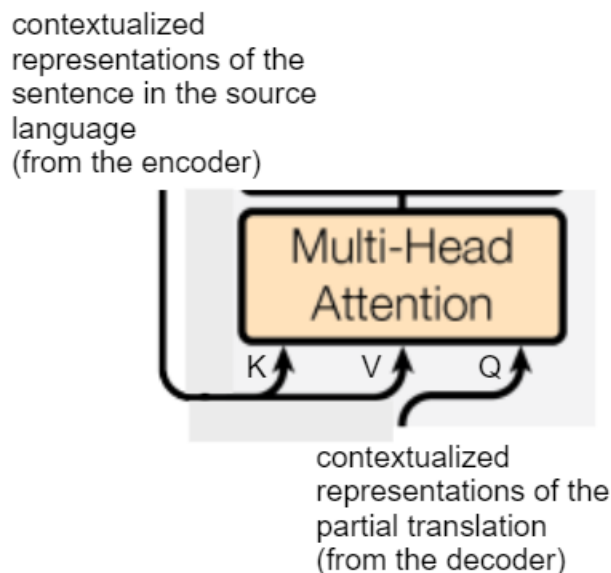 contextualized
representations of the
sentence in the source
language
(from the encoder)
Multi-Head
Attention
K V Q
contextualized
representations of the
partial translation
(from the decoder)